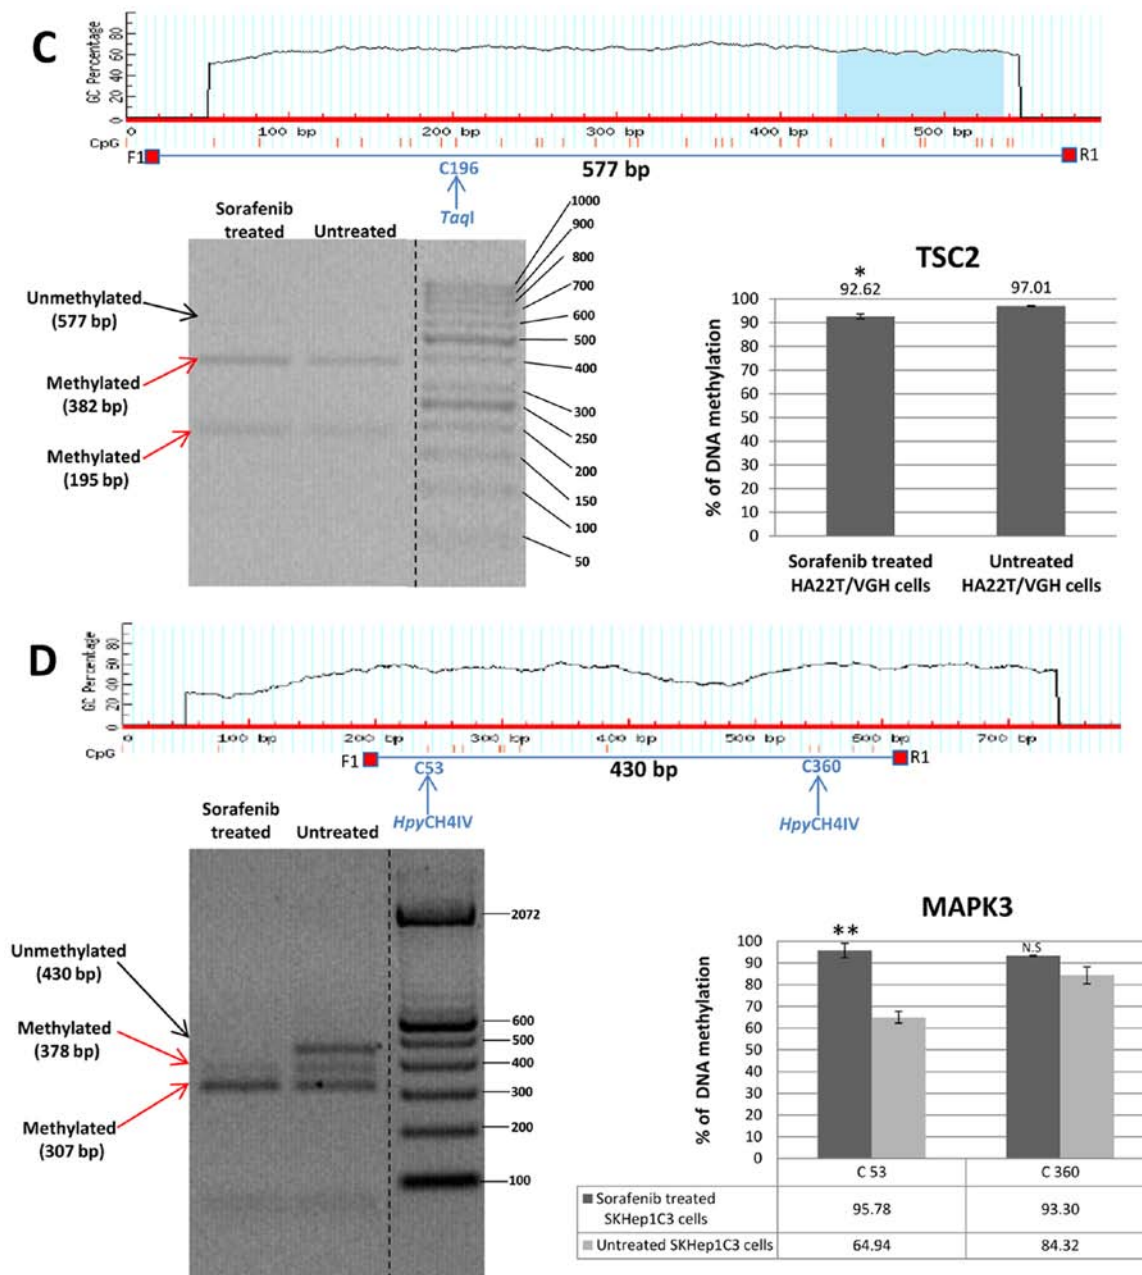 C
GC Percentage
0 20 40 60 80
0 100 bp 200 bp 300 bp 400 bp 500 bp
CpG
F1 577 bp R1
C196
TaqI
Sorafenib
treated
Untreated
Unmethylated
(577 bp)
Methylated
(382 bp)
Methylated
(195 bp)
1000
900
800
700
600
500
400
300
250
200
150
100
50
TSC2
% of DNA methylation
100
90
80
70
60
50
40
30
20
10
0
*
92.62
97.01
Sorafenib treated
HA22T/VGH cells
Untreated
HA22T/VGH cells
D
GC Percentage
0 20 40 60 80
0 100 bp 200 bp 300 bp 400 bp 500 bp 600 bp 700 bp
CpG
F1 430 bp R1
C53
C360
HpyCH4IV
HpyCH4IV
Sorafenib
treated
Untreated
Unmethylated
(430 bp)
Methylated
(378 bp)
Methylated
(307 bp)
2072
600
500
400
300
200
100
MAPK3
% of DNA methylation
100
90
80
70
60
50
40
30
20
10
0
**
N.S
C 53 C 360
Sorafenib treated
SKHep1C3 cells
95.78 93.30
Untreated SKHep1C3 cells 64.94 84.32